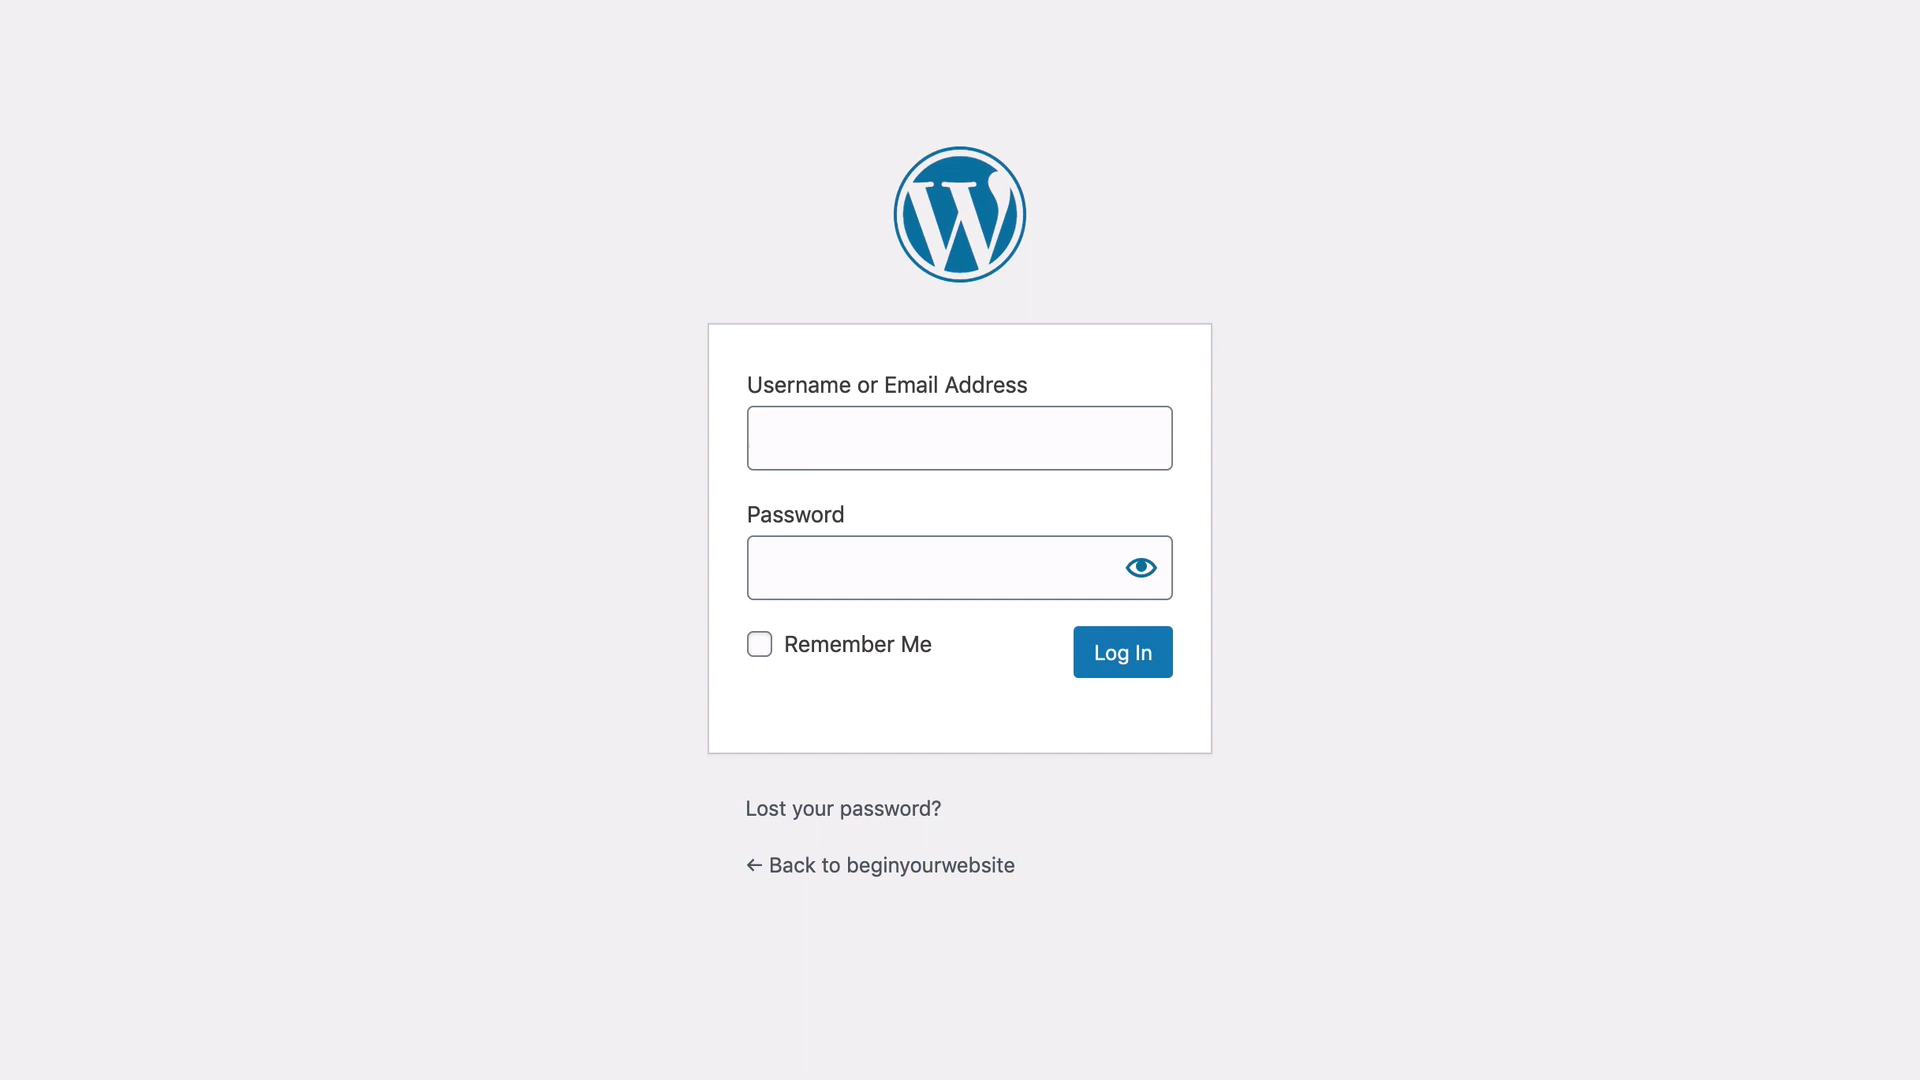 Username or Email Address
Password
Remember Me
Log In
Lost your password?
← Back to beginyourwebsite